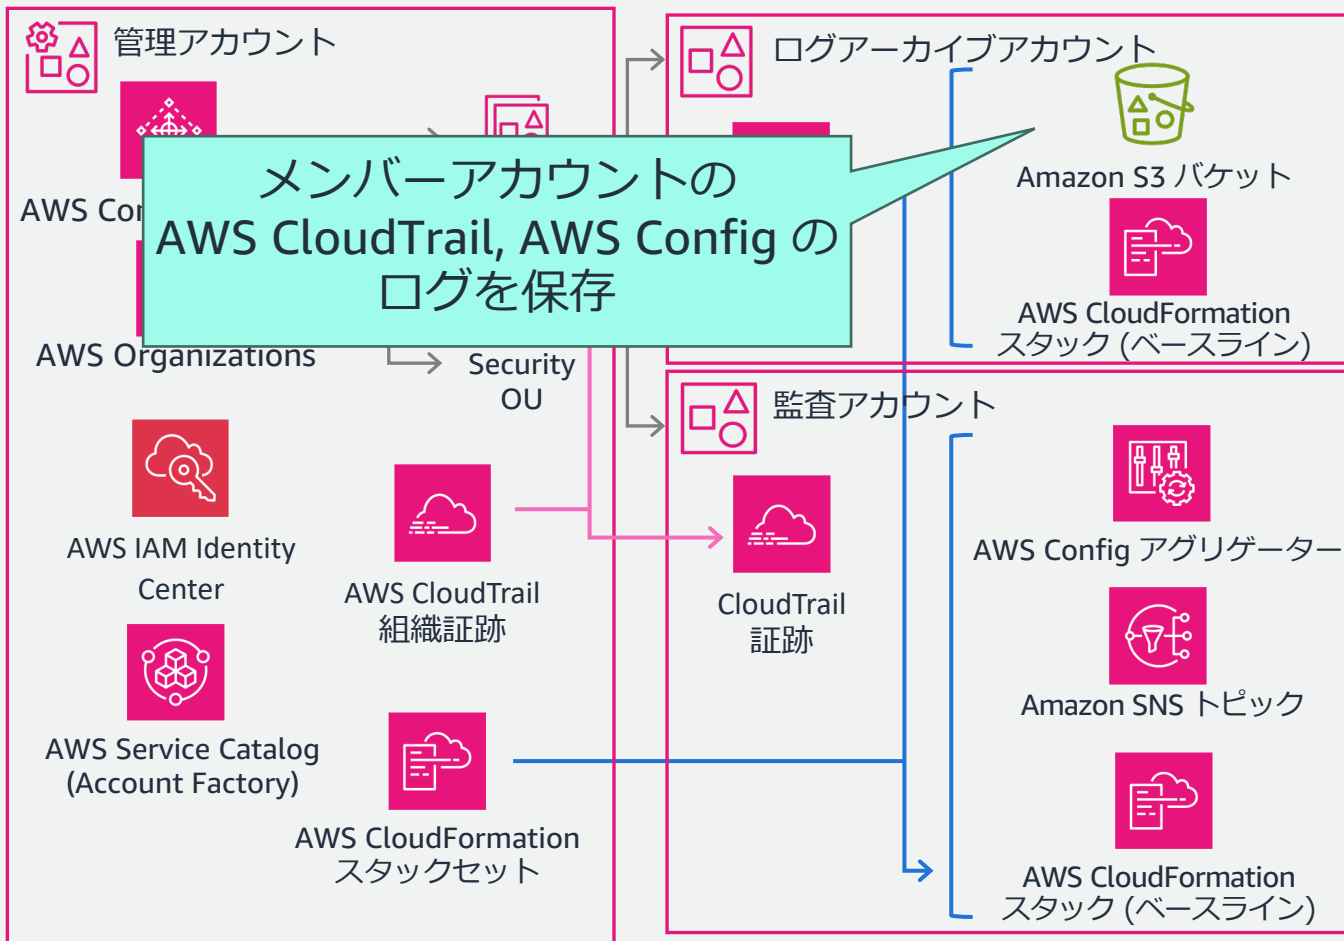 管理アカウント
AWS Co
AWS Organizations
Security
OU
AWS IAM Identity
Center
AWS CloudTrail
組織証跡
AWS Service Catalog
(Account Factory)
AWS CloudFormation
スタックセット
メンバーアカウントの
AWS CloudTrail, AWS Config の
ログを保存
ログアーカイブアカウント
Amazon S3 バケット
AWS CloudFormation
スタック (ベースライン)
監査アカウント
CloudTrail
証跡
AWS Config アグリゲーター
Amazon SNS トピック
AWS CloudFormation
スタック (ベースライン)